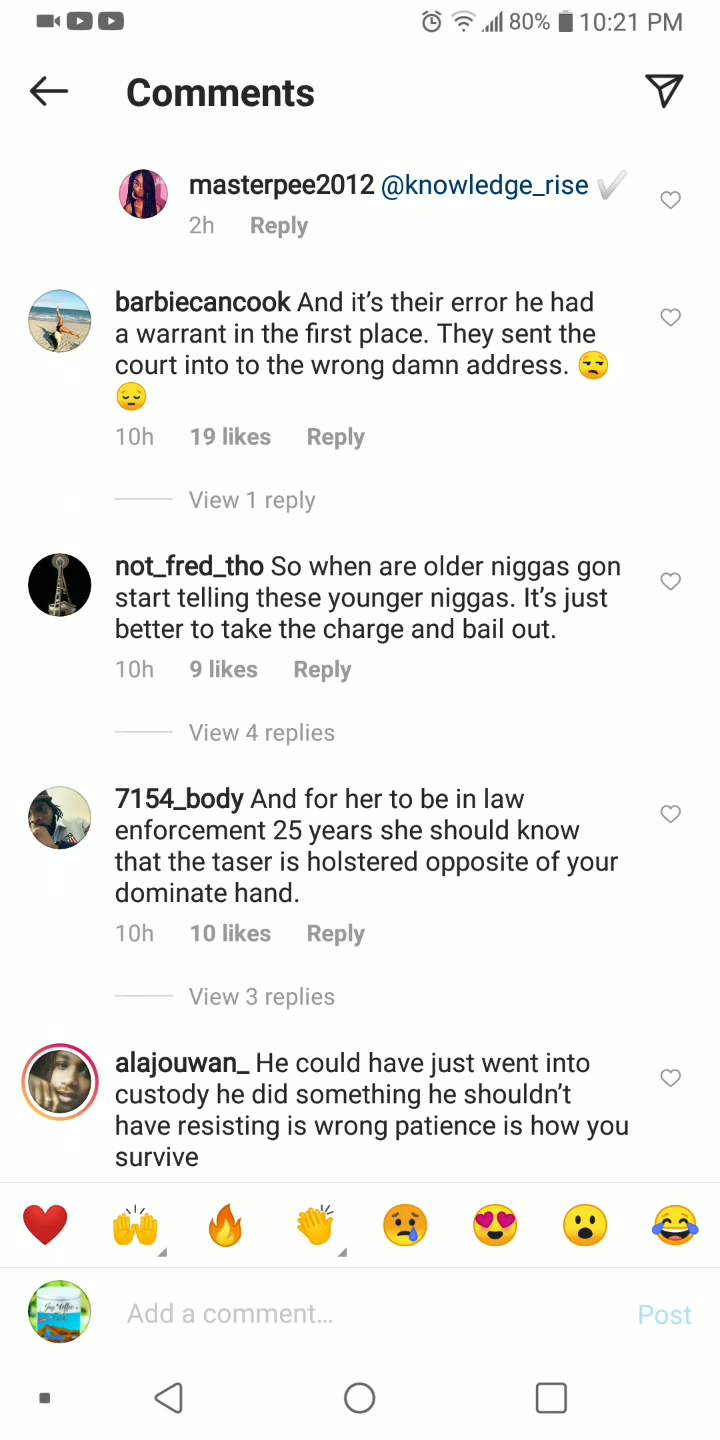 80% 10:21 PM
Comments
masterpee2012 @knowledge_rise ✔
2h Reply
barbiecancook And it's their error he had
a warrant in the first place. They sent the
court into to the wrong damn address. 😒
😔
10h 19 likes Reply
View 1 reply
not_fred_tho So when are older niggas gon
start telling these younger niggas. It's just
better to take the charge and bail out.
10h 9 likes Reply
View 4 replies
7154_body And for her to be in law
enforcement 25 years she should know
that the taser is holstered opposite of your
dominate hand.
10h 10 likes Reply
View 3 replies
alajouwan_ He could have just went into
custody he did something he shouldn't
have resisting is wrong patience is how you
survive
Add a comment... Post